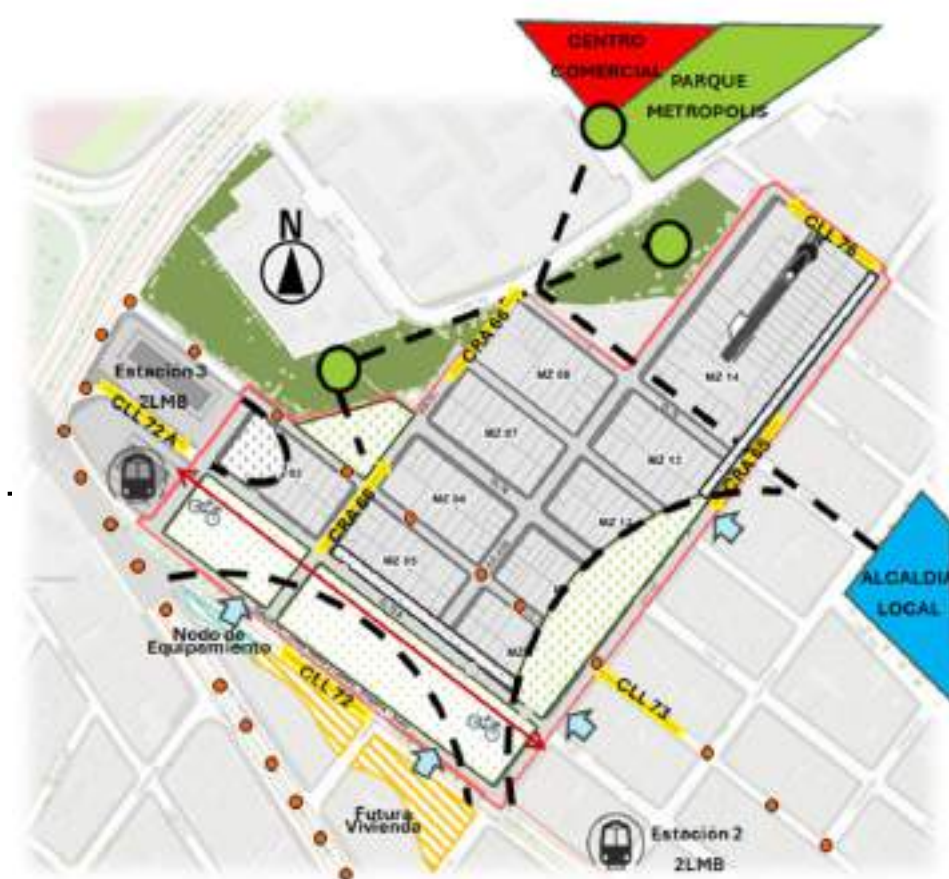 CENTRO
COMERCIAL
PARQUE
METROPOLIS
N
CLL 76
CRA 66
Estacion 3
2LMB
CLL 72 A
MZ 08
MZ 14
MZ 07
MZ 13
CRA 65
CRA 66
MZ 06
MZ 12
MZ 05
ALCALDIA
LOCAL
Nodo de
Equipamiento
CLL 72
CLL 73
Futura
Vivienda
Estación 2
2LMB